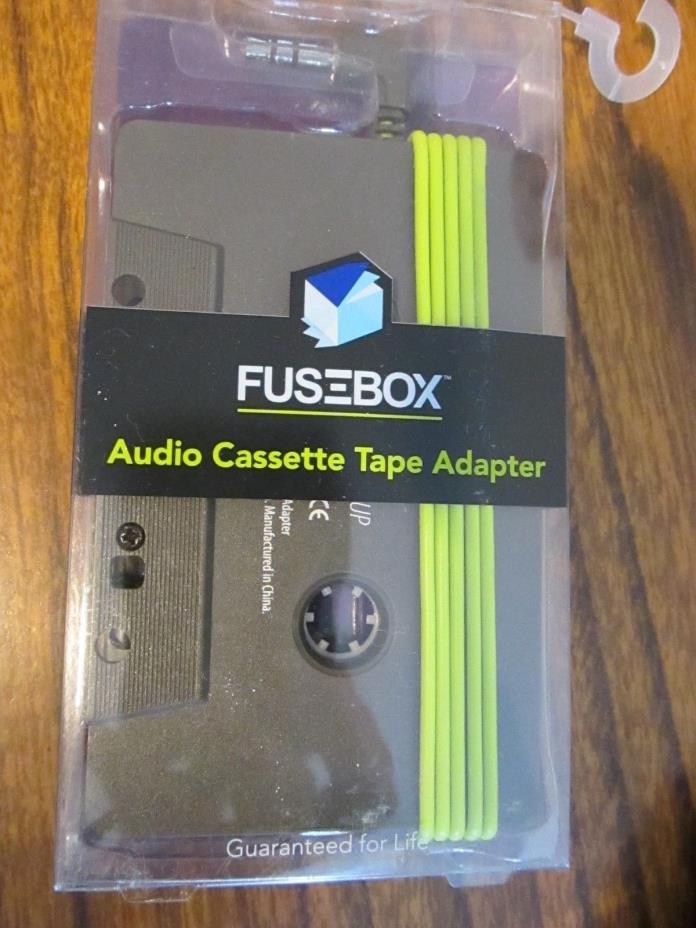 FUSEBOX™
Audio Cassette Tape Adapter
UP
CE
Adapter
Manufactured in China.
Guaranteed for Life